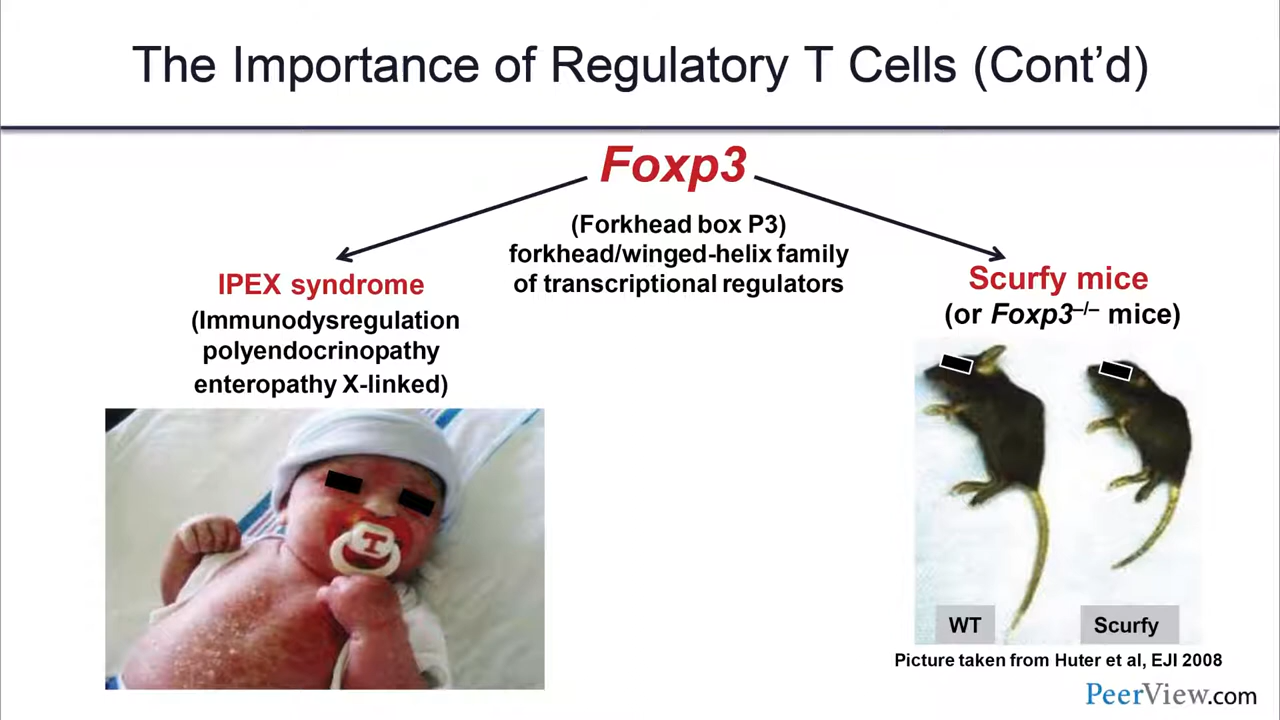 The Importance of Regulatory T Cells (Cont’d)
Foxp3
(Forkhead box P3)
forkhead/winged-helix family
of transcriptional regulators
IPEX syndrome
(Immunodysregulation
polyendocrinopathy
enteropathy X-linked)
T
Scurfy mice
(or Foxp3–/– mice)
WT
Scurfy
Picture taken from Huter et al, EJI 2008
PeerView.com